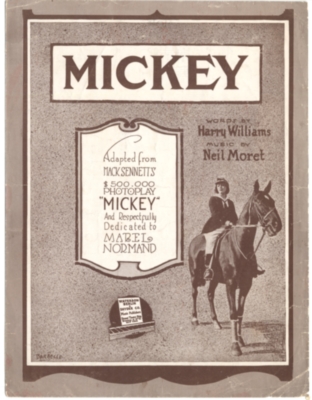 MICKEY
WORDS BY
Harry Williams
MUSIC BY
Neil Moret
Adapted from
MACK SENNETT'S
$500,000
PHOTOPLAY
"MICKEY"
And Respectfully
Dedicated to
MABEL
NORMAND